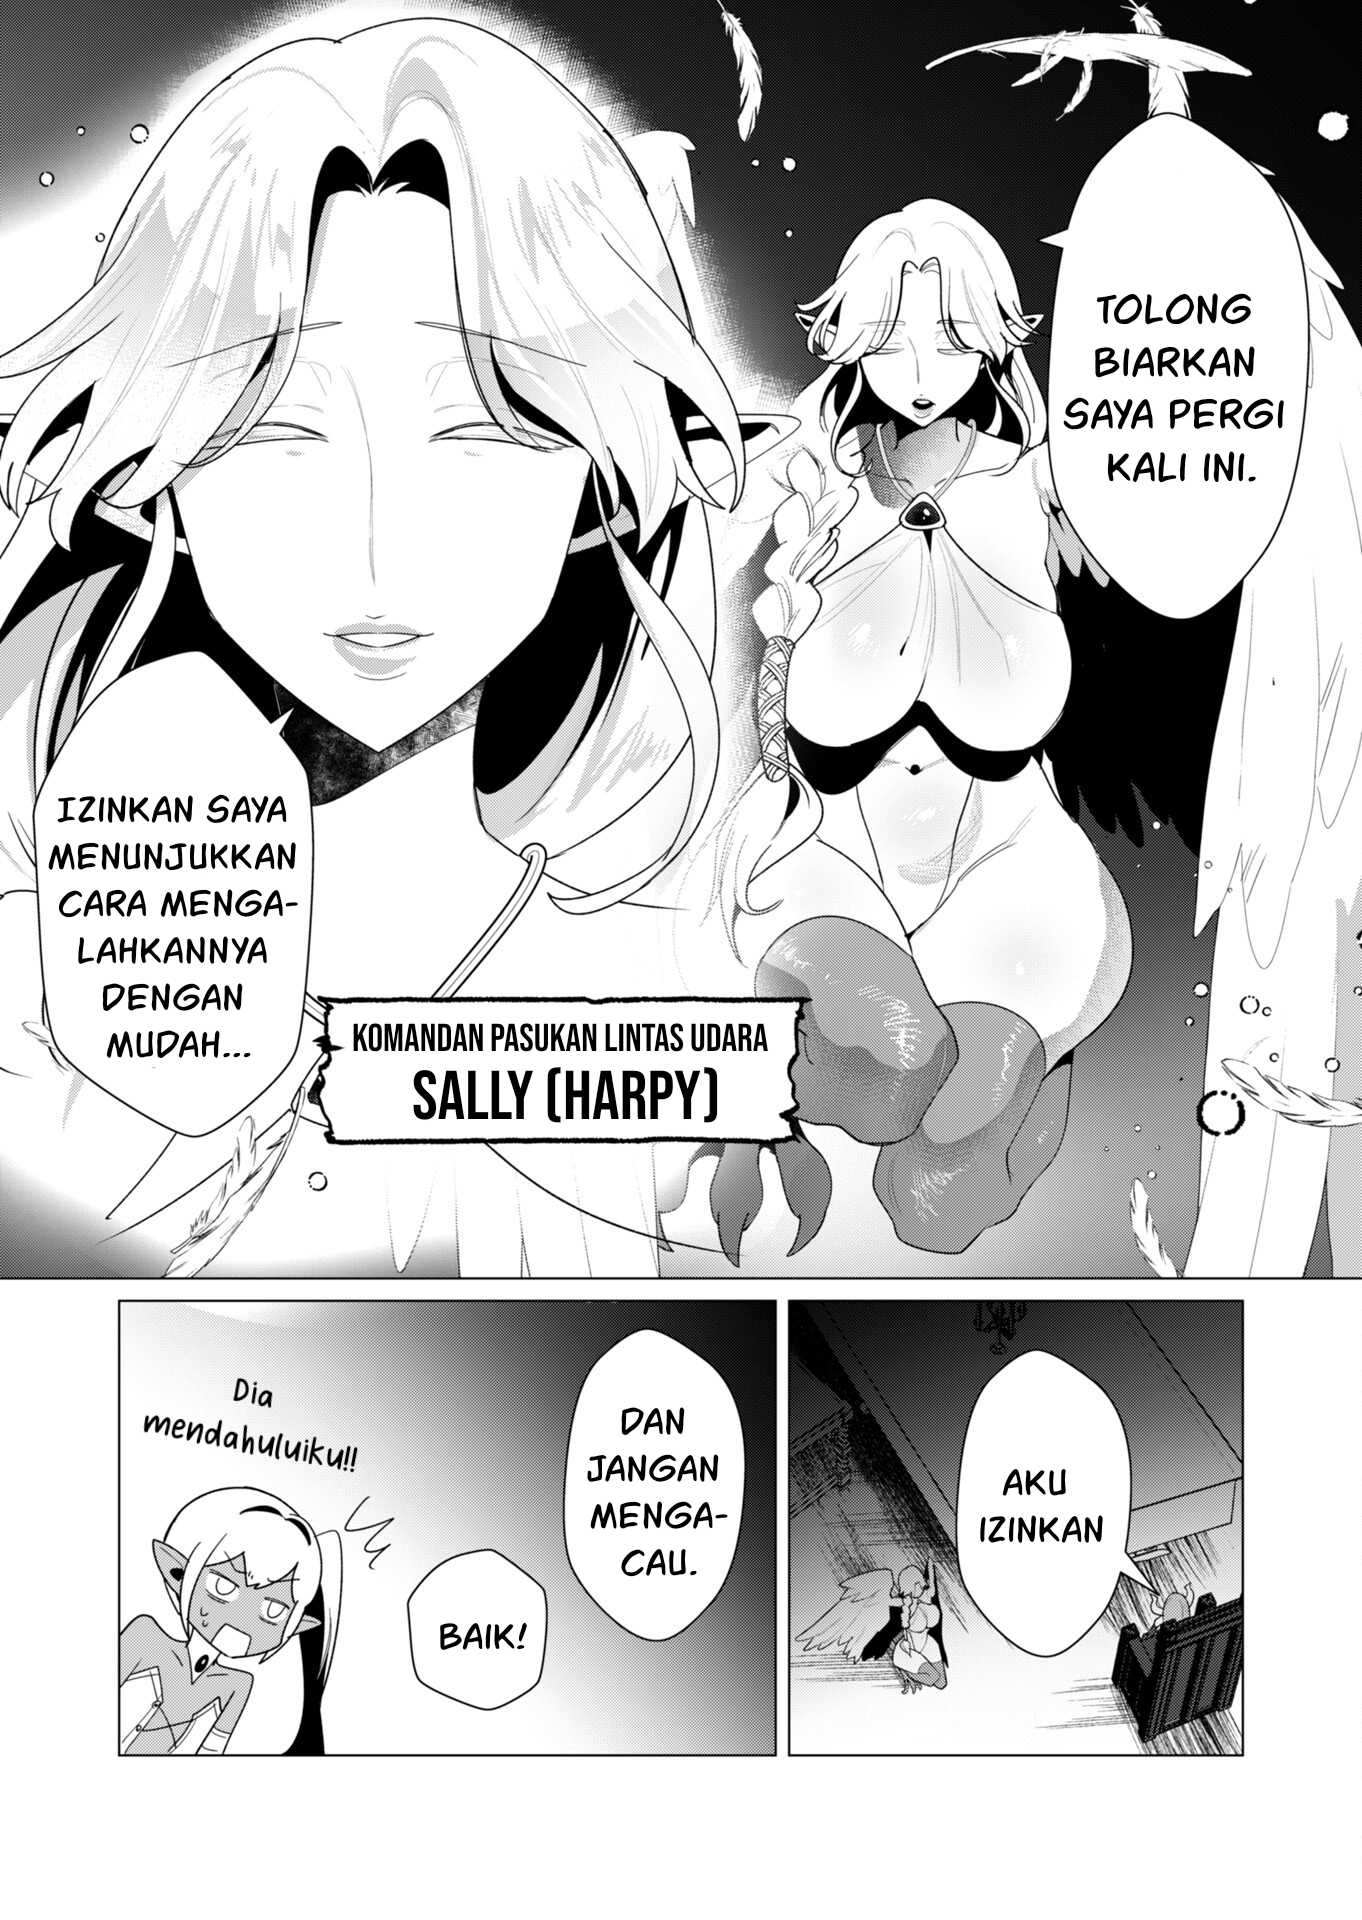 TOLONG
BIARKAN
SAYA PERGI
KALI INI.
IZINKAN SAYA
MENUNJUKKAN
CARA MENGA-
LAHKANNYA
DENGAN
MUDAH...
KOMANDAN PASUKAN LINTAS UDARA
SALLY (HARPY)
AKU
IZINKAN
DAN
JANGAN
MENGA-
CAU.
BAIK!
Dia
mendahuluiku!!